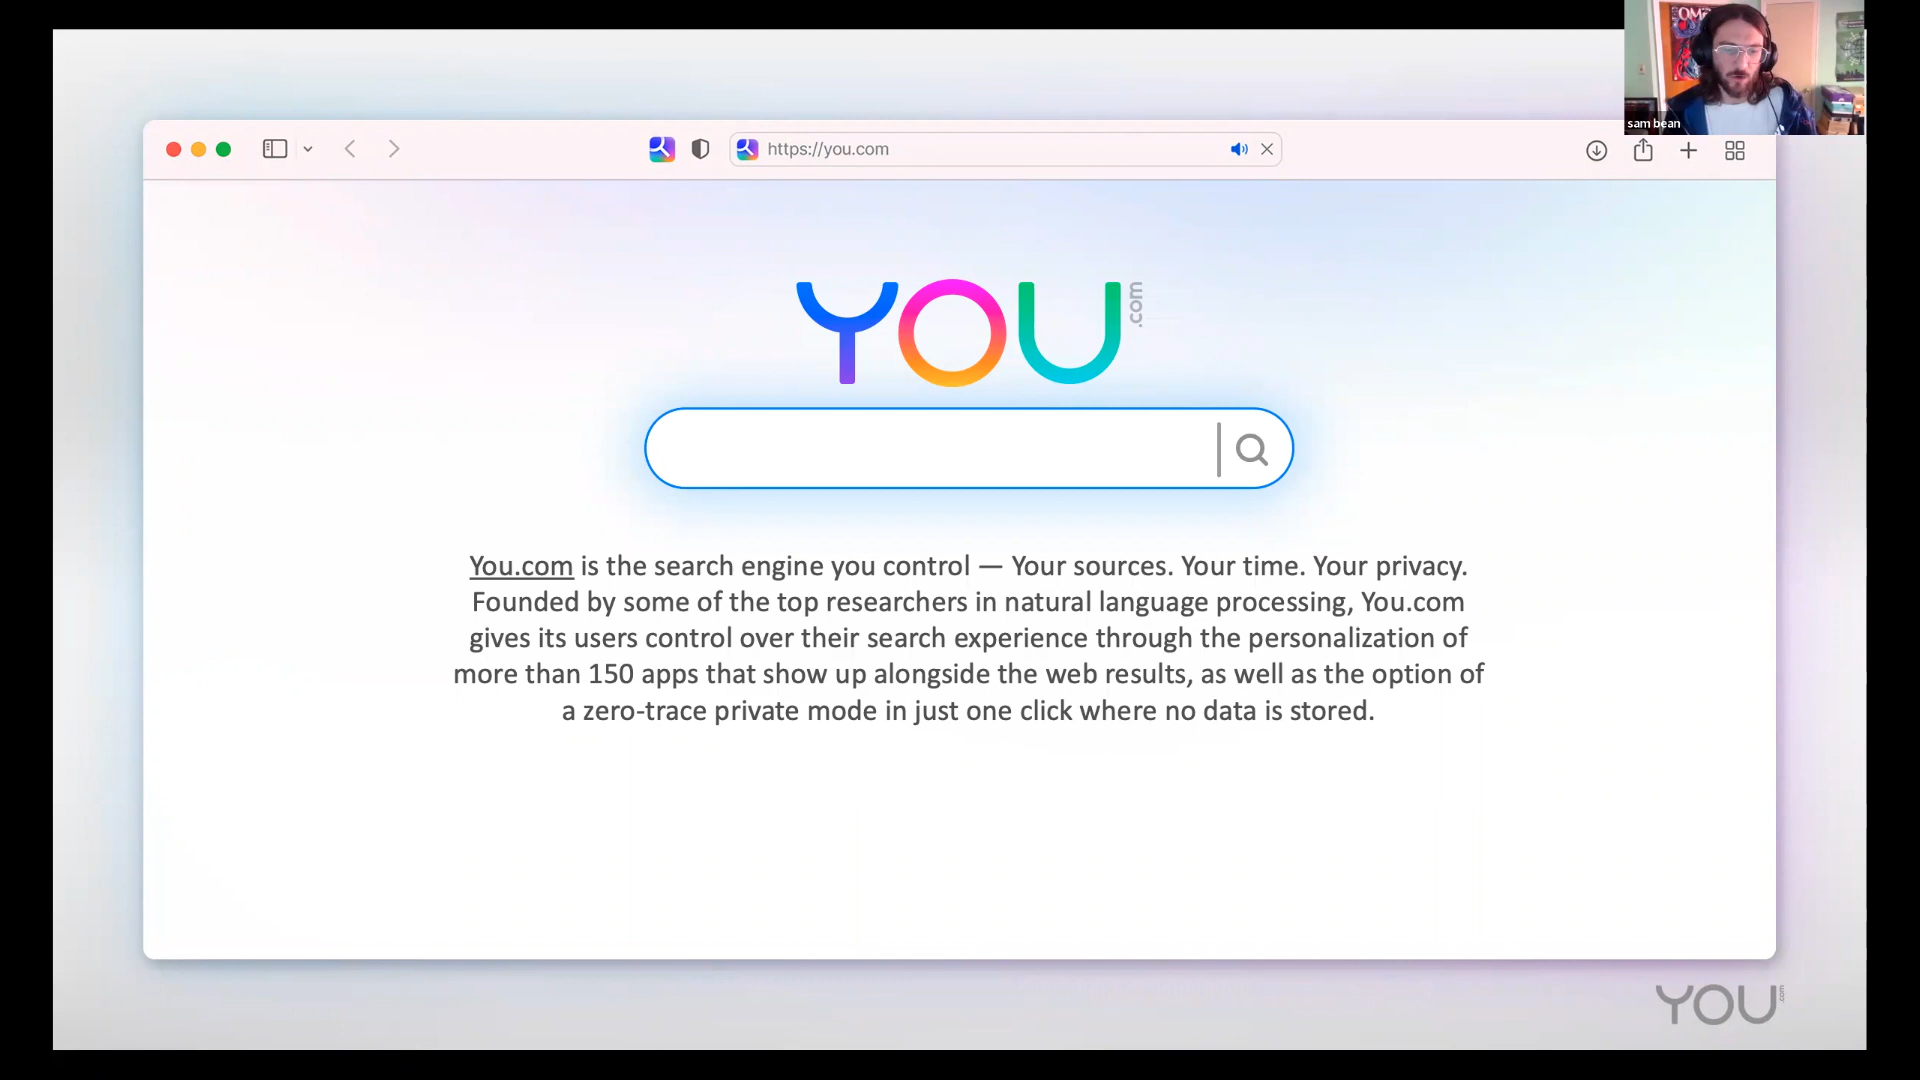 OM
sam bean
https://you.com
YOU.com
You.com is the search engine you control — Your sources. Your time. Your privacy.
Founded by some of the top researchers in natural language processing, You.com
gives its users control over their search experience through the personalization of
more than 150 apps that show up alongside the web results, as well as the option of
a zero-trace private mode in just one click where no data is stored.
YOU.com